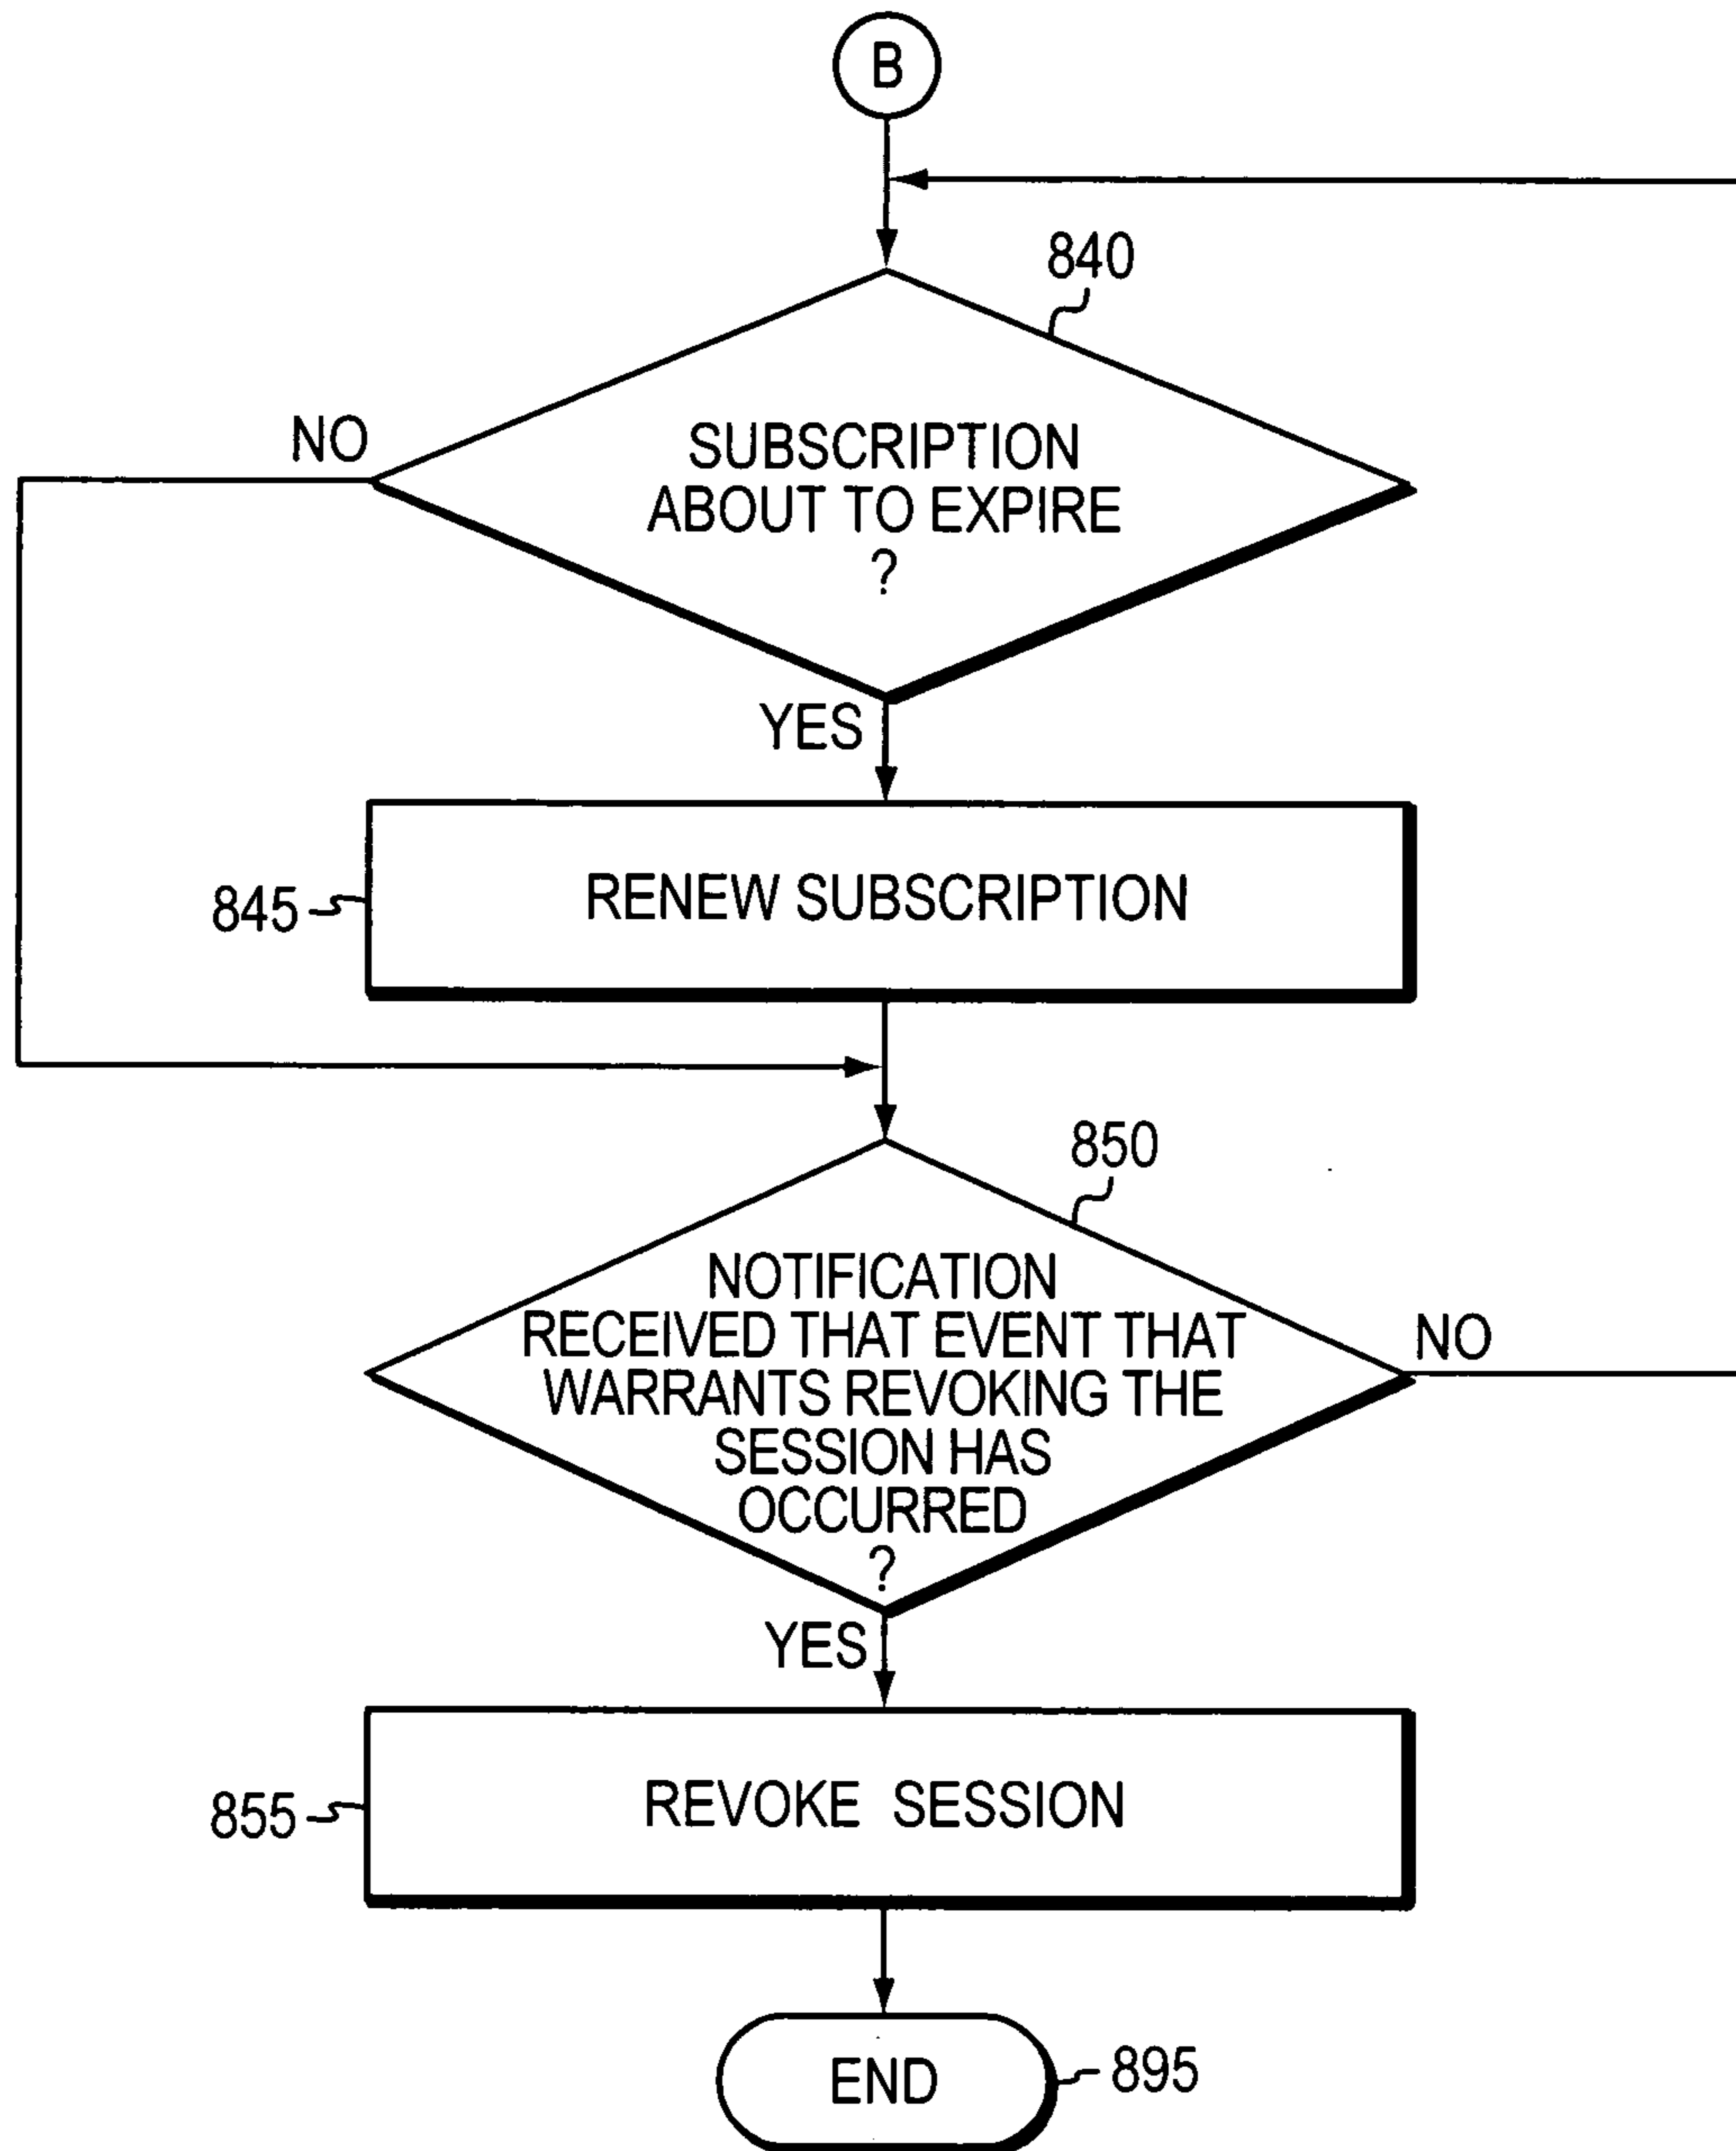 B
840
NO
SUBSCRIPTION
ABOUT TO EXPIRE
?
YES
845
RENEW SUBSCRIPTION
850
NOTIFICATION
RECEIVED THAT EVENT THAT
WARRANTS REVOKING THE
SESSION HAS
OCCURRED
?
NO
YES
855
REVOKE SESSION
END
895